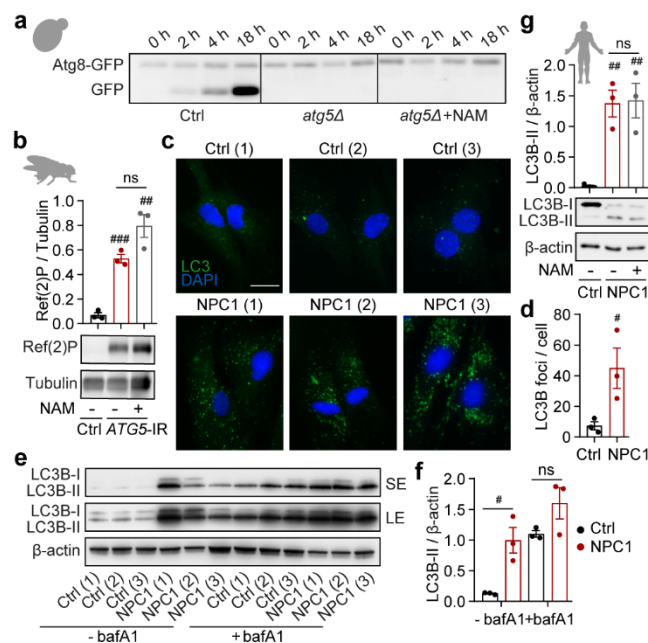 a
0 h 2 h 4 h 18 h 0 h 2 h 4 h 18 h 0 h 2 h 4 h 18 h
Atg8-GFP
GFP
Ctrl atg5Δ atg5Δ+NAM
b
ns
##
###
Ref(2)P / Tubulin
1.0
0.8
0.6
0.4
0.2
0.0
Ref(2)P
Tubulin
NAM - - +
Ctrl ATG5-IR
c
Ctrl (1) Ctrl (2) Ctrl (3)
LC3
DAPI
NPC1 (1) NPC1 (2) NPC1 (3)
g
ns
## ##
LC3B-II / β-actin
2.0
1.5
1.0
0.5
0.0
LC3B-I
LC3B-II
β-actin
NAM - - +
Ctrl NPC1
d
#
LC3B foci / cell
80
60
40
20
0
Ctrl NPC1
e
LC3B-I
LC3B-II
SE
LC3B-I
LC3B-II
LE
β-actin
Ctrl (1) Ctrl (2) Ctrl (3) NPC1 (1) NPC1 (2) NPC1 (3) Ctrl (1) Ctrl (2) Ctrl (3) NPC1 (1) NPC1 (2) NPC1 (3)
- bafA1 +bafA1
f
ns
#
LC3B-II / β-actin
2.0
1.5
1.0
0.5
0.0
- bafA1 +bafA1
Ctrl
NPC1